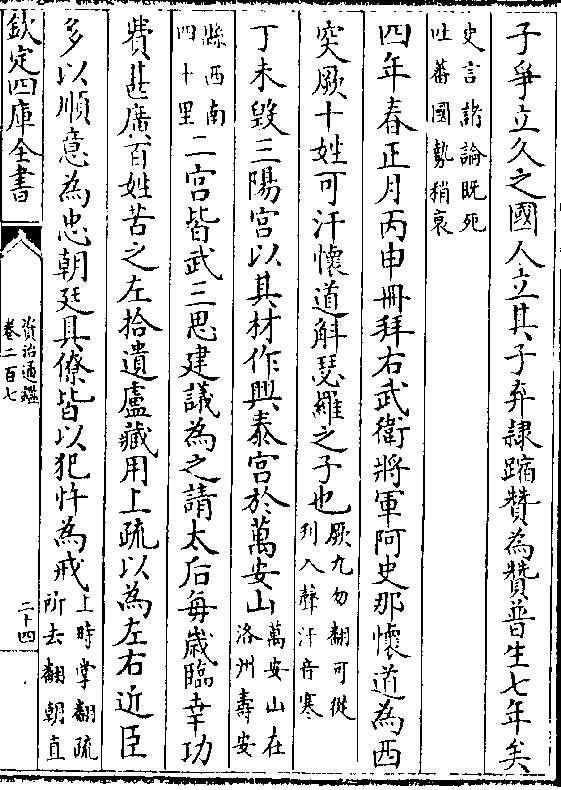 子爭立久之國人立其子弃隷蹜贊為贊普生七年矣
史言諸論既死
吐蕃國勢稍衰
四年春正月丙申冊拜右武衛將軍阿史那懷道為西
突厥十姓可汗懷道斛瑟羅之子也厥九勿翻可從
刋入聲汗音寒
丁未毀三陽宮以其材作興泰宮於萬安山萬安山在
洛州壽安
縣西南
四十里二宮皆武三思建議為之請太后每歲臨幸功
費甚廣百姓苦之左拾遺盧藏用上疏以為左右近臣
多以順意為忠朝廷具僚皆以犯忤為戒上時掌翻疏
所去翻朝直
欽定四庫全書
資治通鑑
卷二百七
二十四